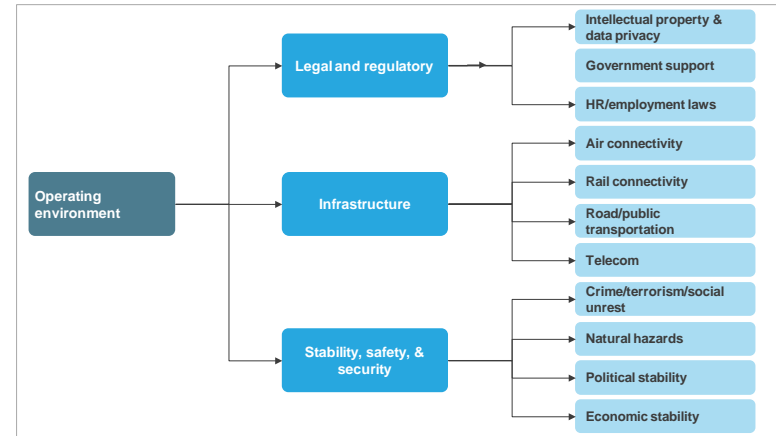 Operating
environment
Legal and regulatory
Intellectual property &
data privacy
Government support
HR/employment laws
Infrastructure
Air connectivity
Rail connectivity
Road/public
transportation
Telecom
Stability, safety, &
security
Crime/terrorism/social
unrest
Natural hazards
Political stability
Economic stability